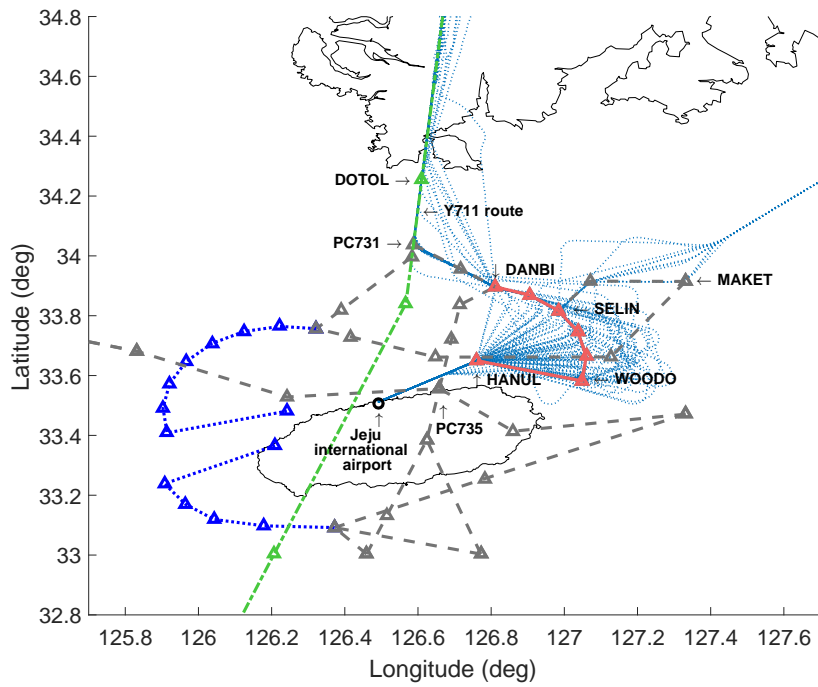 34.8
34.6
34.4
34.2
34
33.8
33.6
33.4
33.2
33
32.8
Latitude (deg)
DOTOL →
← Y711 route
PC731 →
↓ DANBI
← MAKET
← SELIN
↑ HANUL
← WOODO
↑
Jeju
international
airport
↑
PC735
125.8
126
126.2
126.4
126.6
126.8
127
127.2
127.4
127.6
Longitude (deg)